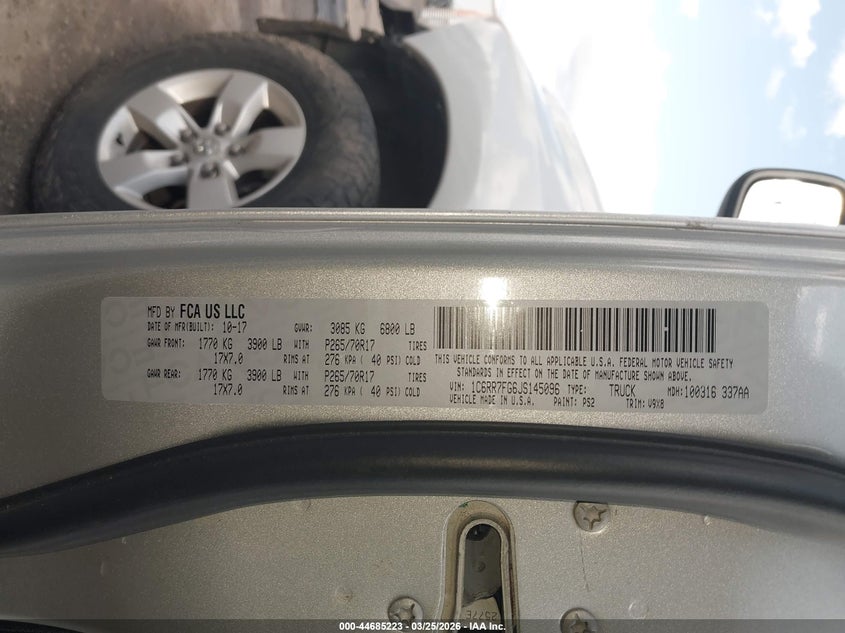 MFD BY FCA US LLC
DATE OF MFR(BUILT): 10-17 GVWR: 3085 KG 6800 LB
GAWR FRONT: 1770 KG 3900 LB WITH P265/70R17 TIRES
17X7.0 RIMS AT 276 KPA ( 40 PSI) COLD
GAWR REAR: 1770 KG 3900 LB WITH P265/70R17 TIRES
17X7.0 RIMS AT 276 KPA ( 40 PSI) COLD
THIS VEHICLE CONFORMS TO ALL APPLICABLE U.S.A. FEDERAL MOTOR VEHICLE SAFETY
STANDARDS IN EFFECT ON THE DATE OF MANUFACTURE SHOWN ABOVE.
VIN: 1C6RR7FG6JS145096 TYPE: TRUCK MDH:100316 337AA
VEHICLE MADE IN U.S.A. PAINT: PS2 TRIM: V9X8
000-44685223 — 03/25/2026 — Copyright © 2026 IAA, Inc.